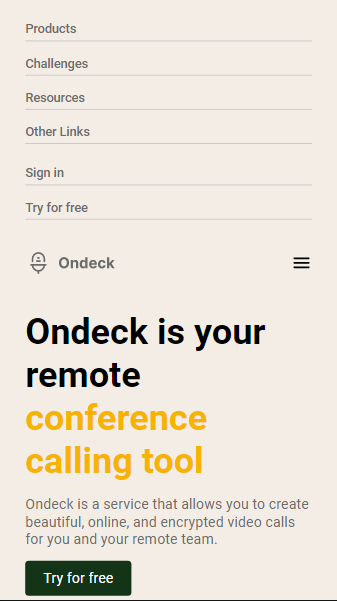 Products
Challenges
Resources
Other Links
Sign in
Try for free
Ondeck
Ondeck is your
remote
conference
calling tool
Ondeck is a service that allows you to create
beautiful, online, and encrypted video calls
for you and your remote team.
Try for free